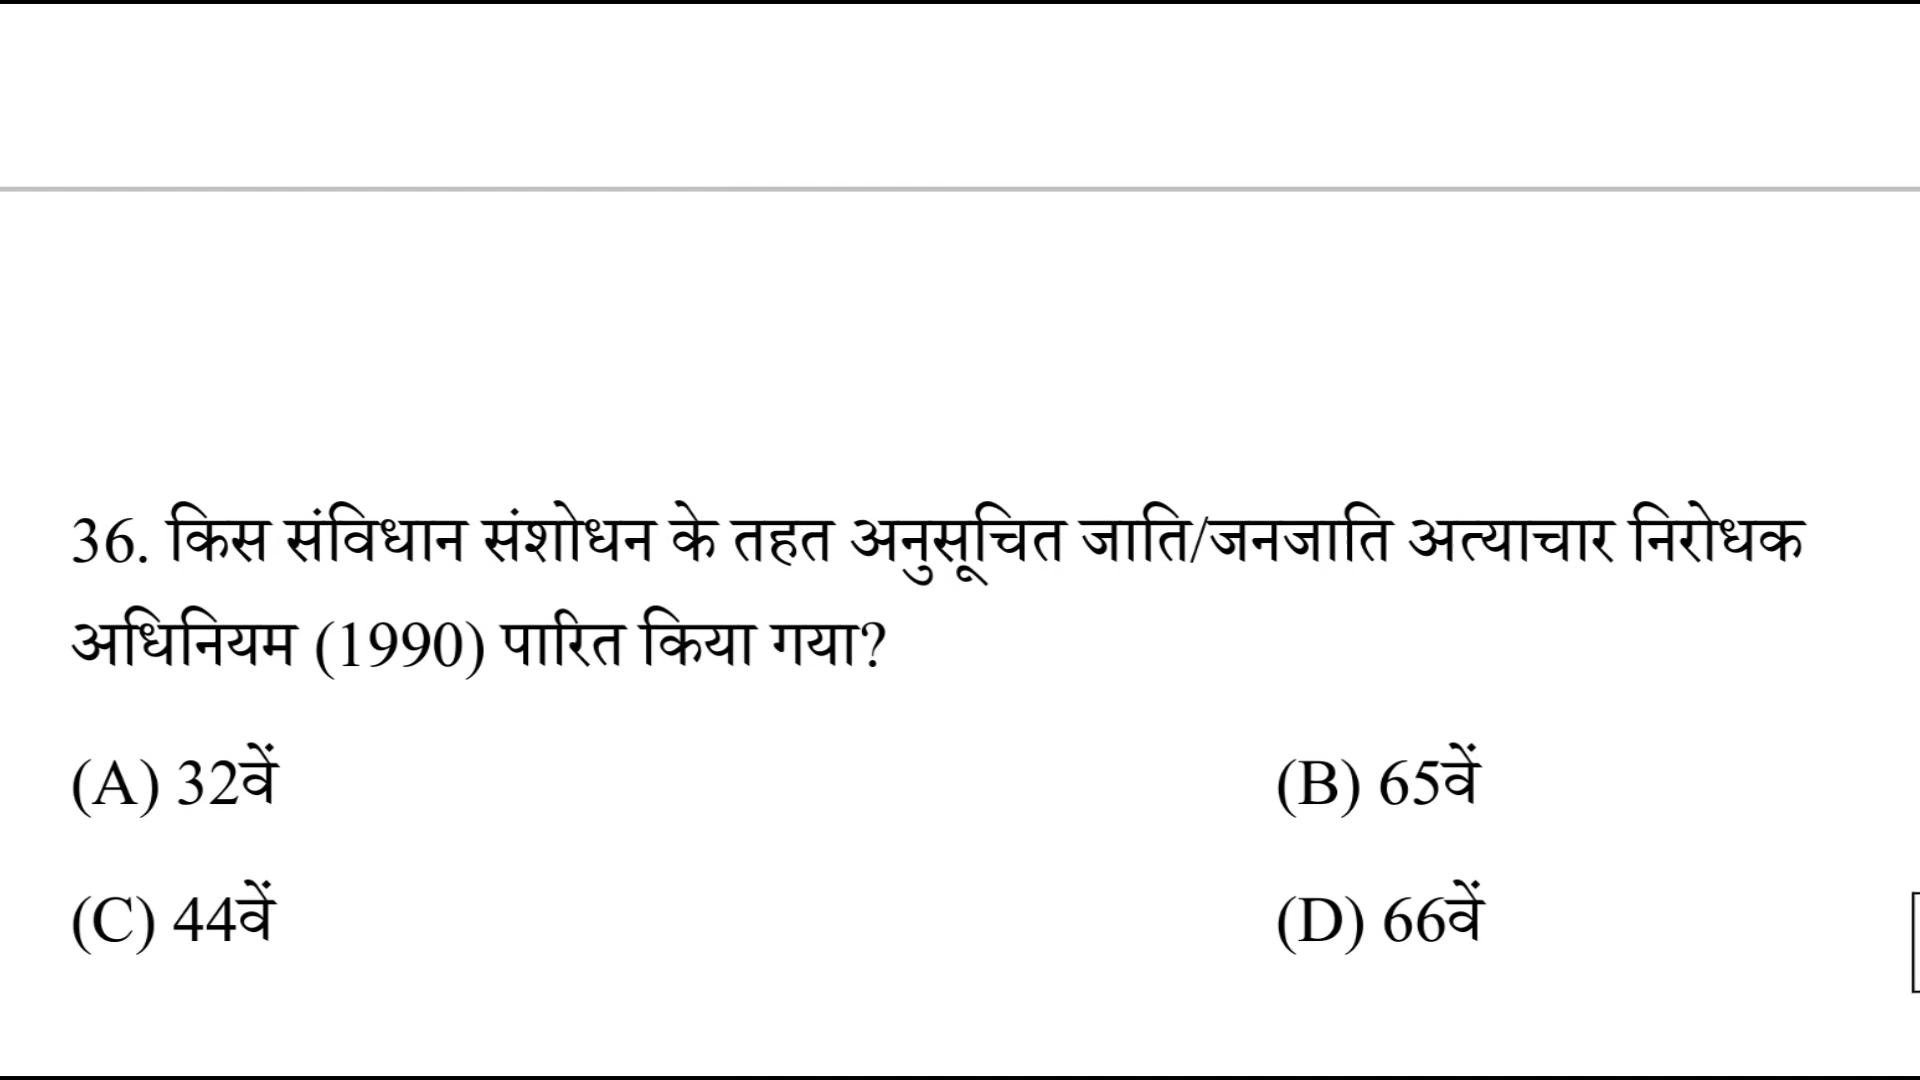 36. किस संविधान संशोधन के तहत अनुसूचित जाति/जनजाति अत्याचार निरोधक
अधिनियम (1990) पारित किया गया?
(A) 32वें (B) 65वें
(C) 44वें (D) 66वें